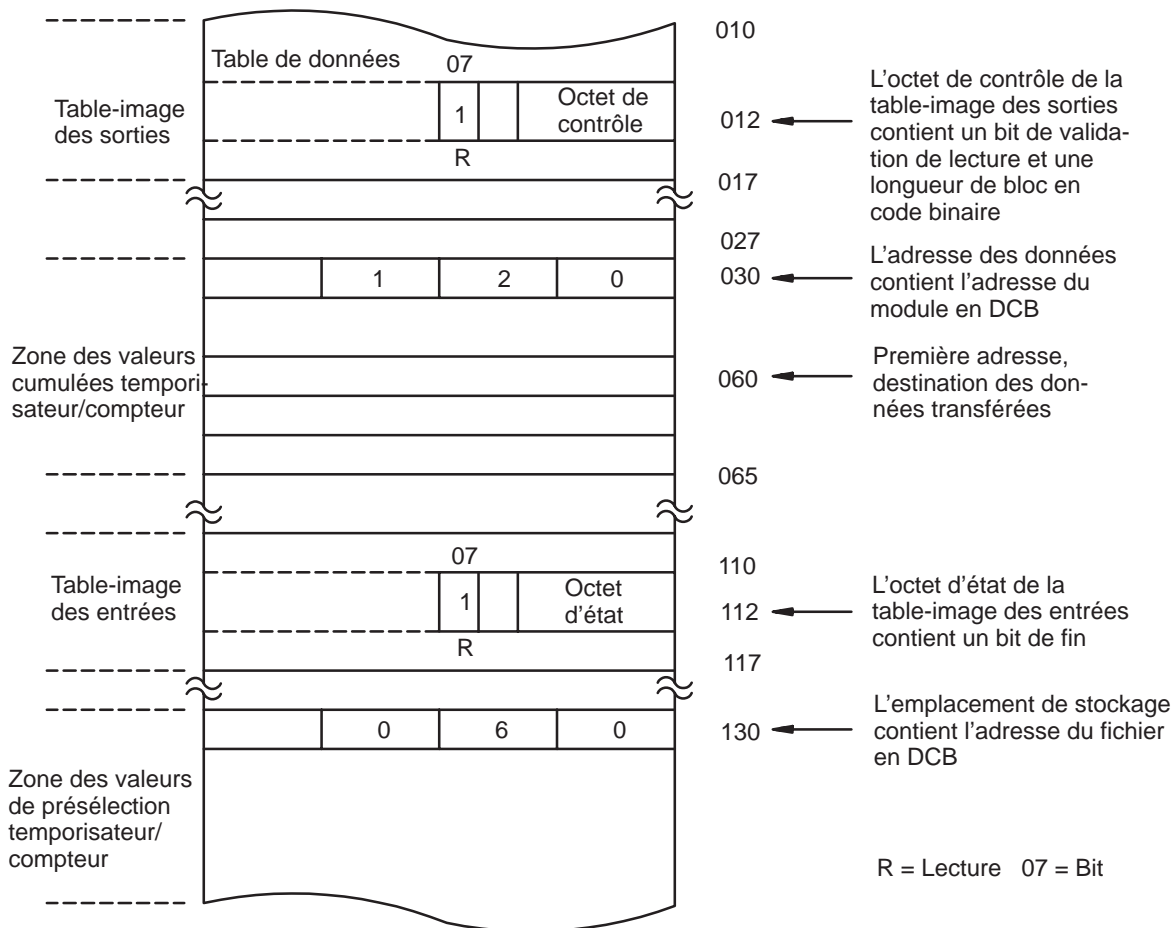 010
Table de données
07
Table-image
des sorties
1
Octet de
contrôle
R
012
017
L'octet de contrôle de la
table-image des sorties
contient un bit de valida-
tion de lecture et une
longueur de bloc en
code binaire
027
1
2
0
030
L'adresse des données
contient l'adresse du
module en DCB
Zone des valeurs
cumulées tempori-
sateur/compteur
060
Première adresse,
destination des don-
nées transférées
065
07
110
Table-image
des entrées
1
Octet
d'état
R
112
117
L'octet d'état de la
table-image des entrées
contient un bit de fin
0
6
0
130
L'emplacement de stockage
contient l'adresse du fichier
en DCB
Zone des valeurs
de présélection
temporisateur/
compteur
R = Lecture 07 = Bit